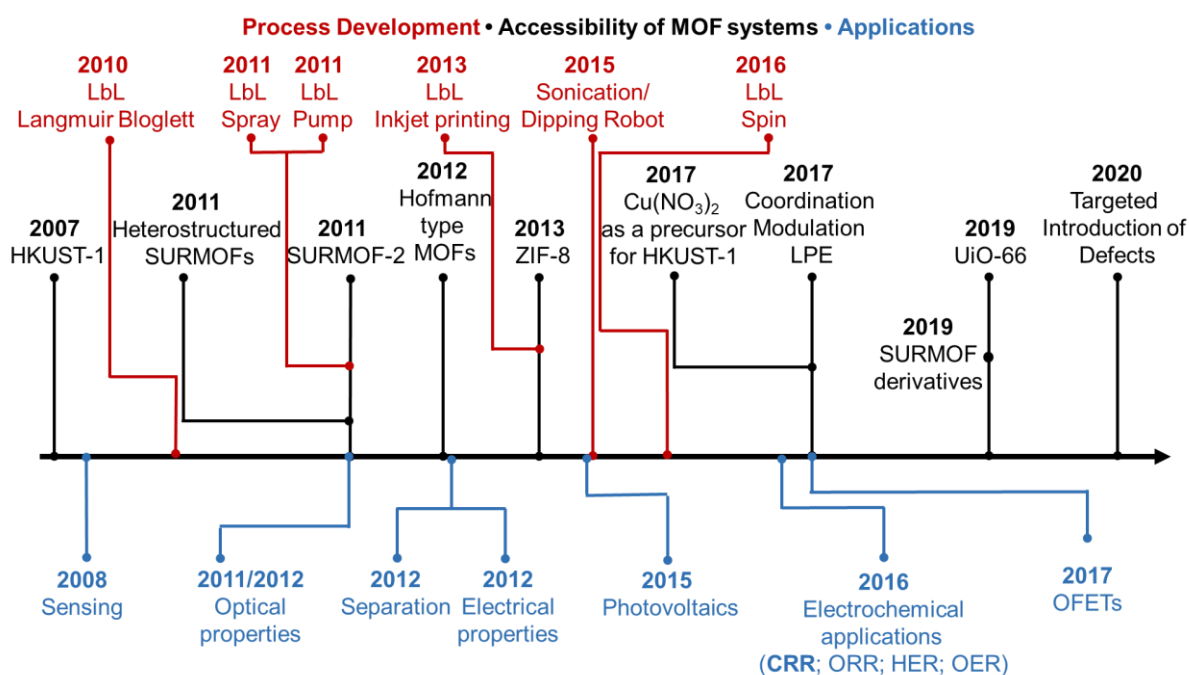 Process Development • Accessibility of MOF systems • Applications
2010
LbL
Langmuir Bloglett
2011
LbL
Spray
2011
LbL
Pump
2013
LbL
Inkjet printing
2015
Sonication/
Dipping Robot
2016
LbL
Spin
2007
HKUST-1
2011
Heterostructured
SURMOFs
2011
SURMOF-2
2012
Hofmann
type
MOFs
2013
ZIF-8
2017
Cu(NO₃)₂
as a precursor
for HKUST-1
2017
Coordination
Modulation
LPE
2019
SURMOF
derivatives
2019
UiO-66
2020
Targeted
Introduction of
Defects
2008
Sensing
2011/2012
Optical
properties
2012
Separation
2012
Electrical
properties
2015
Photovoltaics
2016
Electrochemical
applications
(CRR; ORR; HER; OER)
2017
OFETs